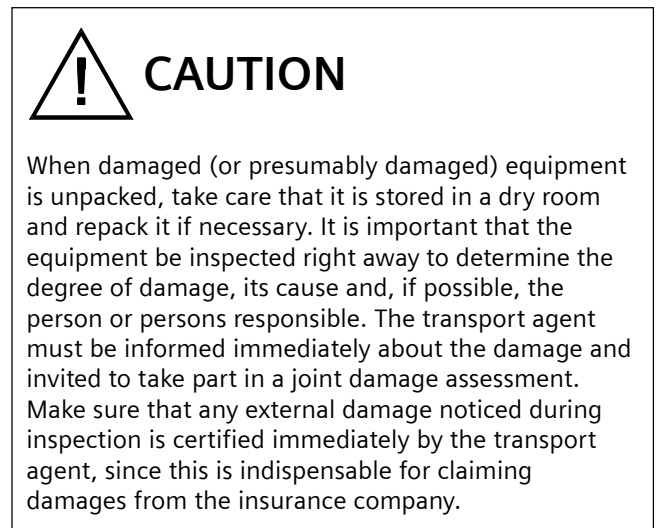 CAUTION
When damaged (or presumably damaged) equipment
is unpacked, take care that it is stored in a dry room
and repack it if necessary. It is important that the
equipment be inspected right away to determine the
degree of damage, its cause and, if possible, the
person or persons responsible. The transport agent
must be informed immediately about the damage and
invited to take part in a joint damage assessment.
Make sure that any external damage noticed during
inspection is certified immediately by the transport
agent, since this is indispensable for claiming
damages from the insurance company.